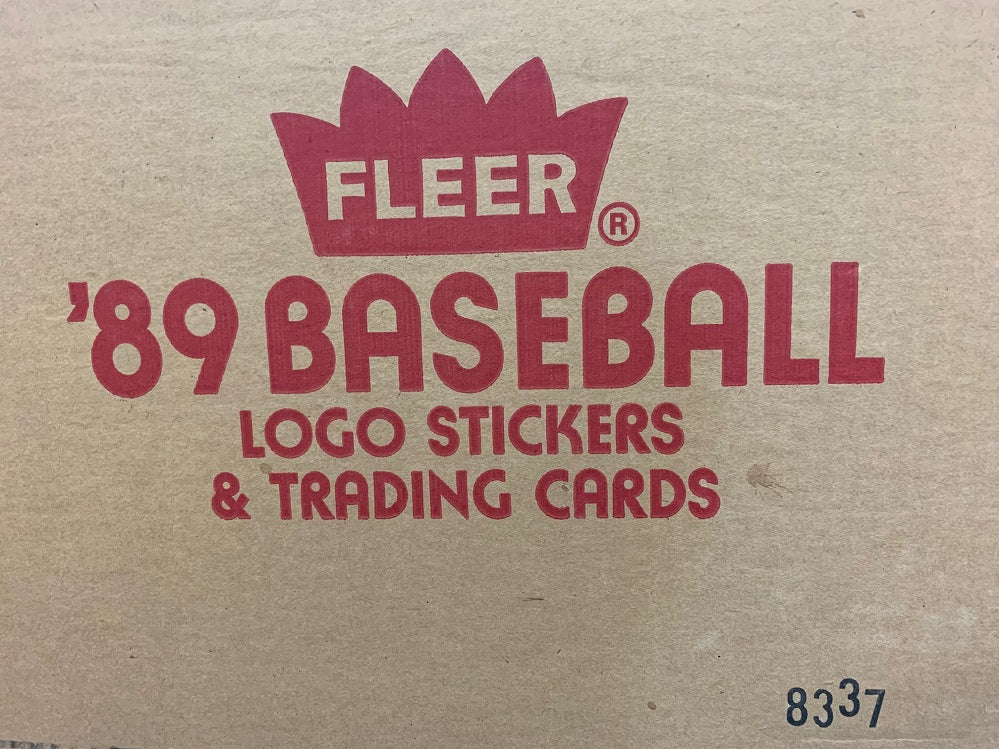 FLEER®
'89 BASEBALL
LOGO STICKERS
& TRADING CARDS
8337